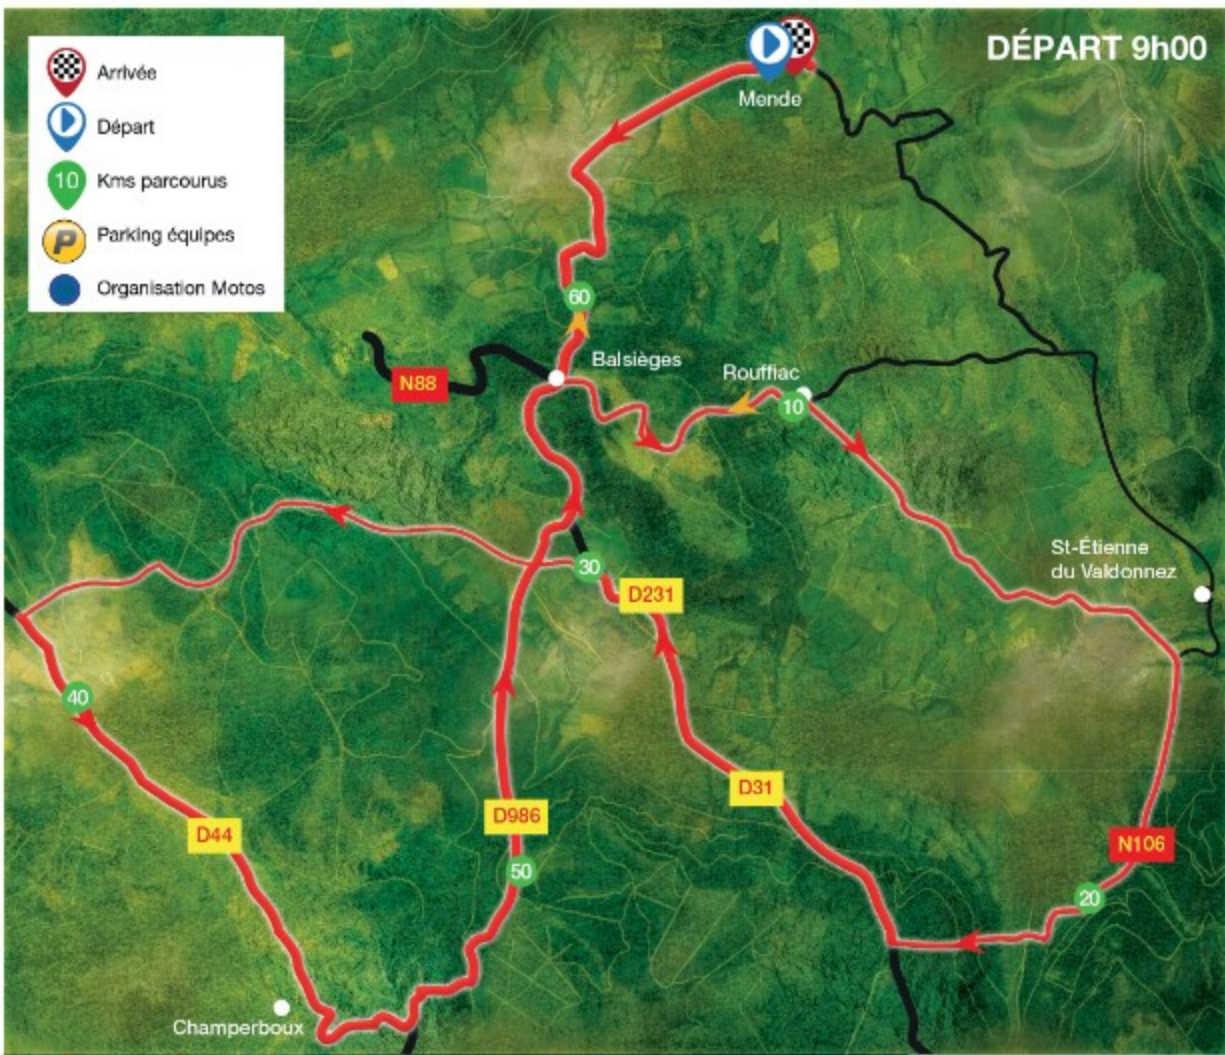 DÉPART 9h00
Arrivée
Départ
10 Kms parcourus
P Parking équipes
Organisation Motos
Mende
60
Balsièges
Rouffiac
N88
10
St-Étienne
du Valdonnez
30
D231
40
D31
D986
D44
N106
50
20
Champerboux